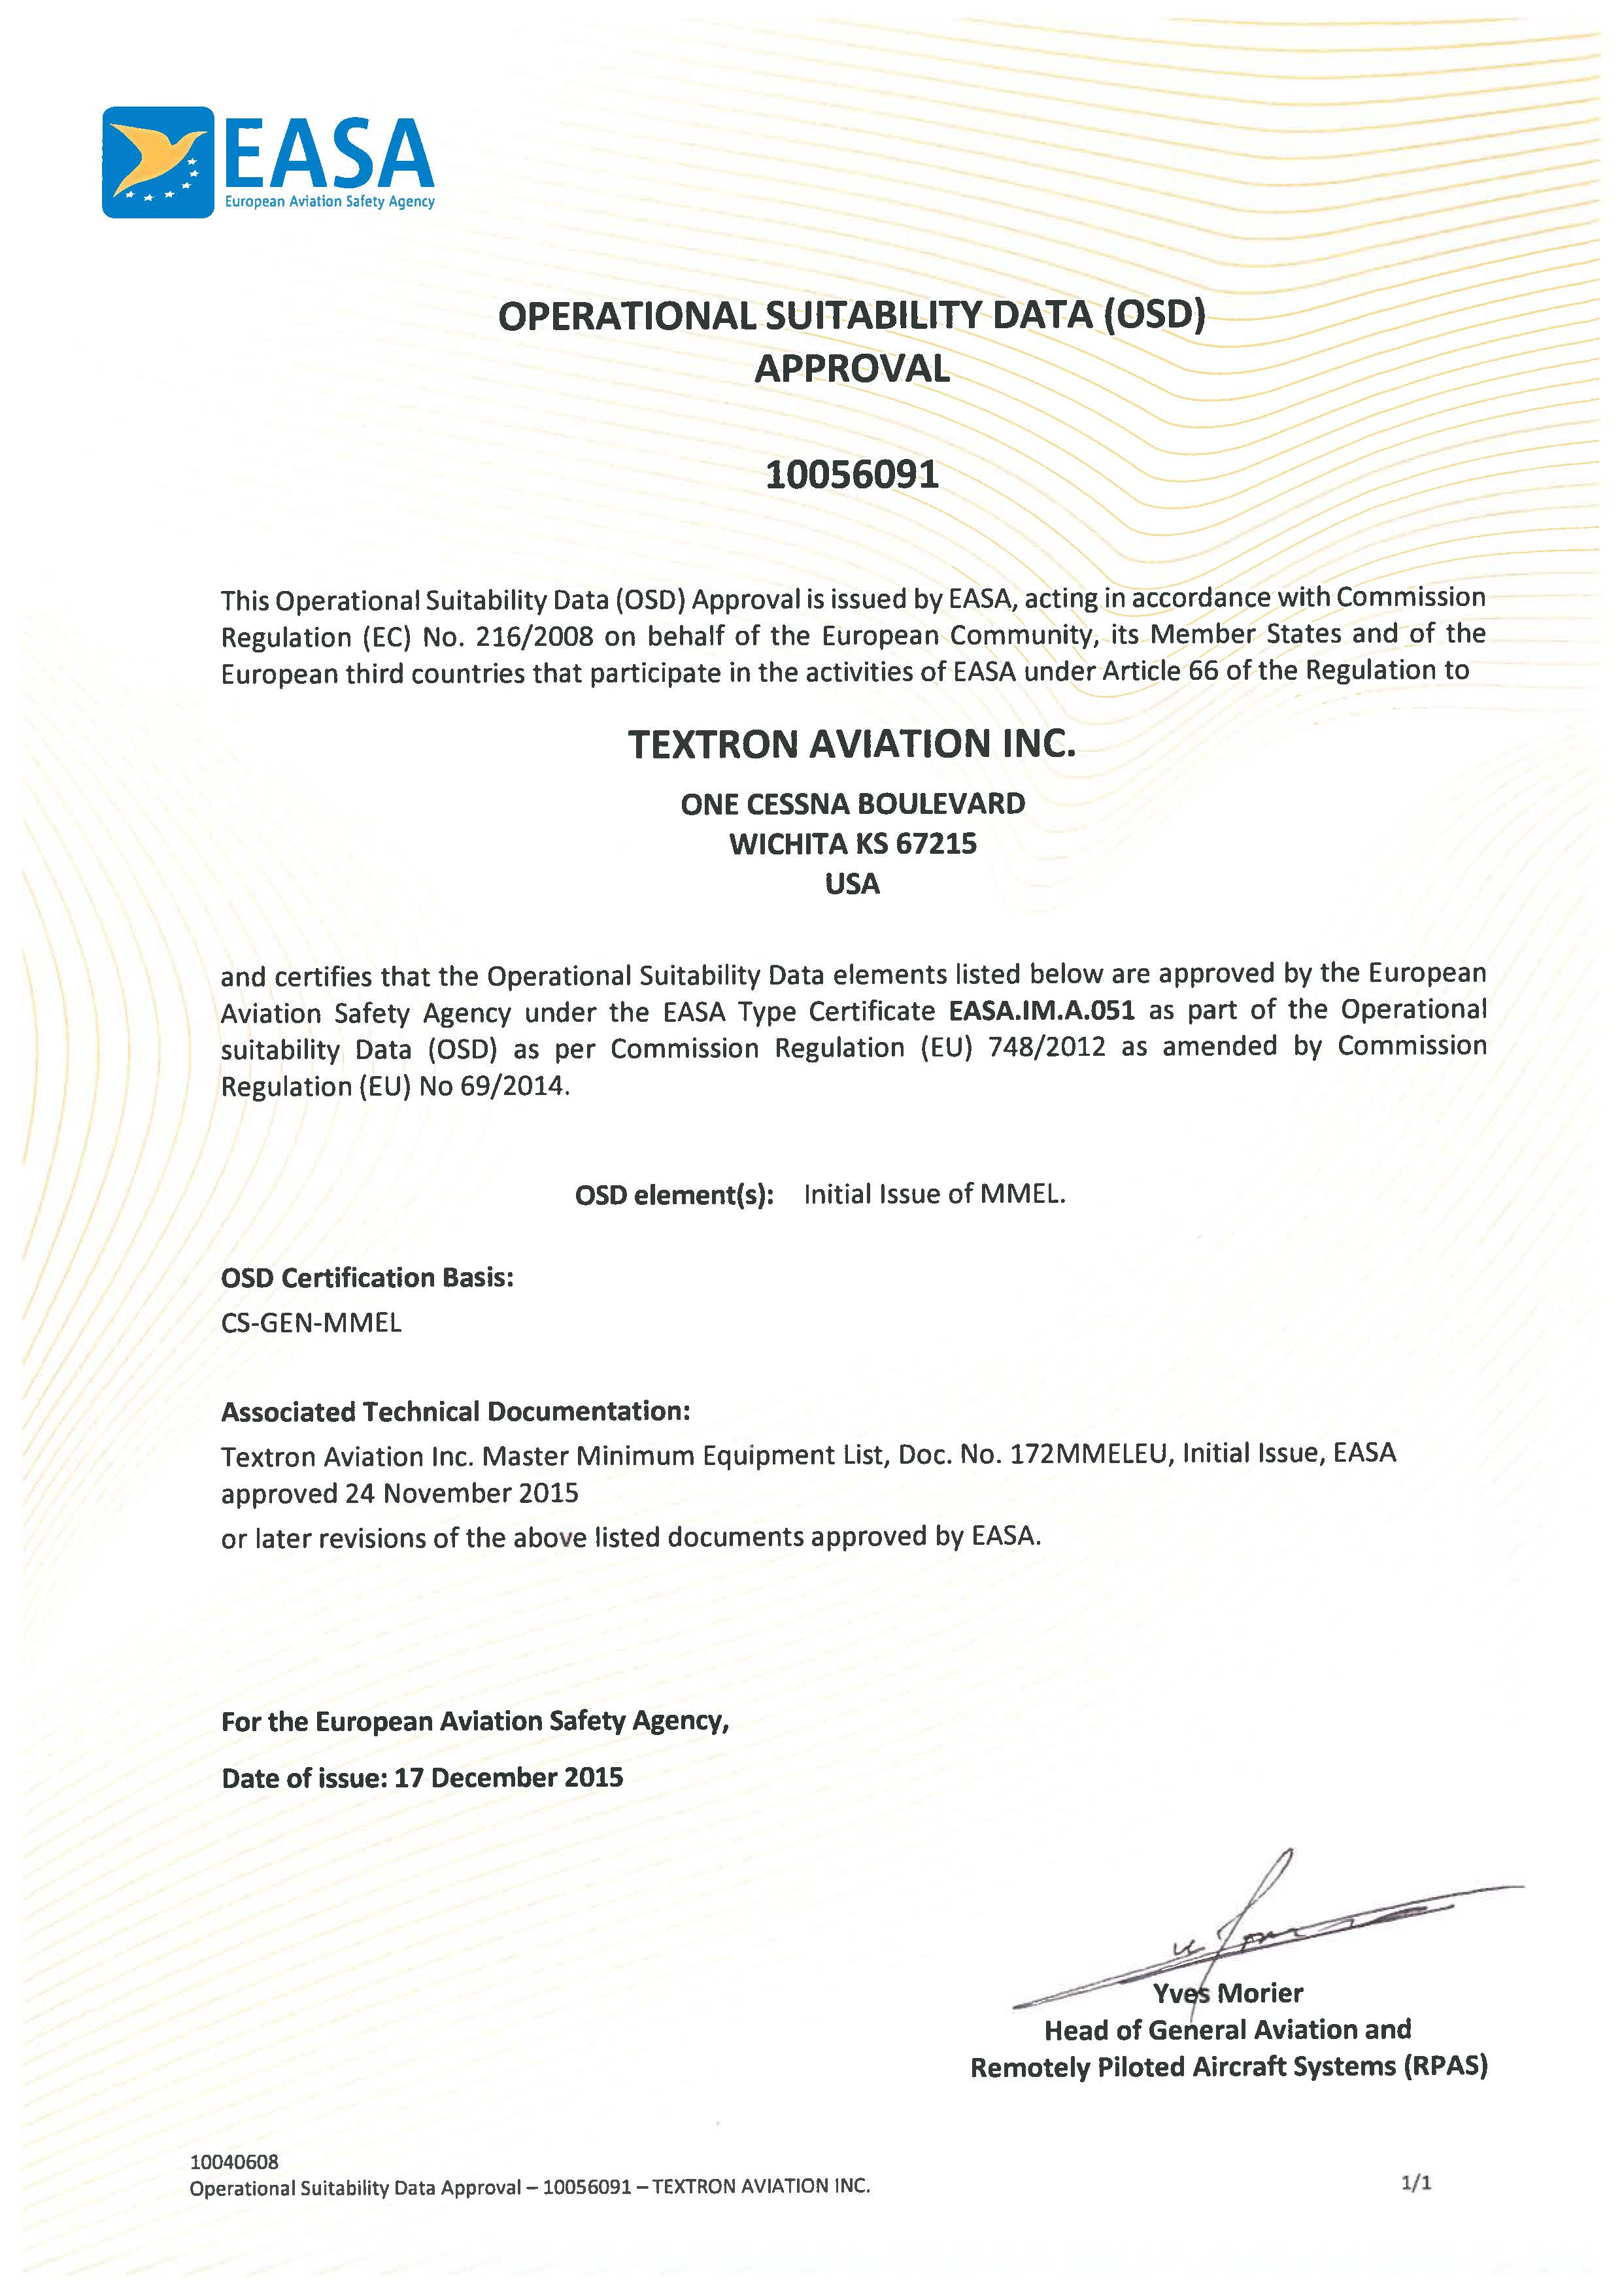 EASA
European Aviation Safety Agency
OPERATIONAL SUITABILITY DATA (OSD)
APPROVAL
10056091
This Operational Suitability Data (OSD) Approval is issued by EASA, acting in accordance with Commission
Regulation (EC) No. 216/2008 on behalf of the European Community, its Member States and of the
European third countries that participate in the activities of EASA under Article 66 of the Regulation to
TEXTRON AVIATION INC.
ONE CESSNA BOULEVARD
WICHITA KS 67215
USA
and certifies that the Operational Suitability Data elements listed below are approved by the European
Aviation Safety Agency under the EASA Type Certificate EASA.IM.A.051 as part of the Operational
suitability Data (OSD) as per Commission Regulation (EU) 748/2012 as amended by Commission
Regulation (EU) No 69/2014.
OSD element(s): Initial Issue of MMEL.
OSD Certification Basis:
CS-GEN-MMEL
Associated Technical Documentation:
Textron Aviation Inc. Master Minimum Equipment List, Doc. No. 172MMELEU, Initial Issue, EASA
approved 24 November 2015
or later revisions of the above listed documents approved by EASA.
For the European Aviation Safety Agency,
Date of issue: 17 December 2015
Yves Morier
Head of General Aviation and
Remotely Piloted Aircraft Systems (RPAS)
10040608
Operational Suitability Data Approval – 10056091 – TEXTRON AVIATION INC.
1/1